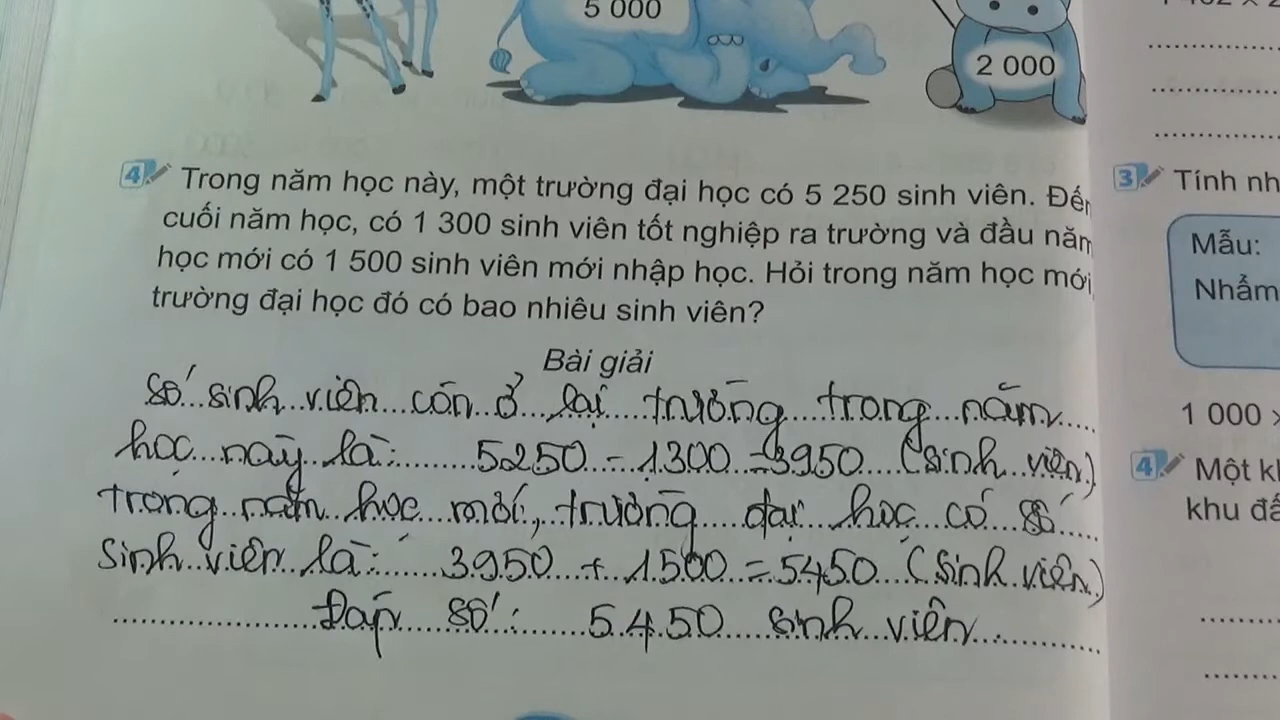 5 000
2 000
4 Trong năm học này, một trường đại học có 5 250 sinh viên. Đến
cuối năm học, có 1 300 sinh viên tốt nghiệp ra trường và đầu năm
học mới có 1 500 sinh viên mới nhập học. Hỏi trong năm học mới,
trường đại học đó có bao nhiêu sinh viên?
Bài giải
Số sinh viên còn ở lại trường trong năm
học này là: 5250 - 1300 = 3950 (sinh viên)
trong năm học mới, trường đại học có số
sinh viên là: 3950 + 1500 = 5450 (sinh viên)
Đáp số: 5450 sinh viên
3 Tính nh
Mẫu:
Nhẩm
1 000 ×
4 Một kh
khu đấ